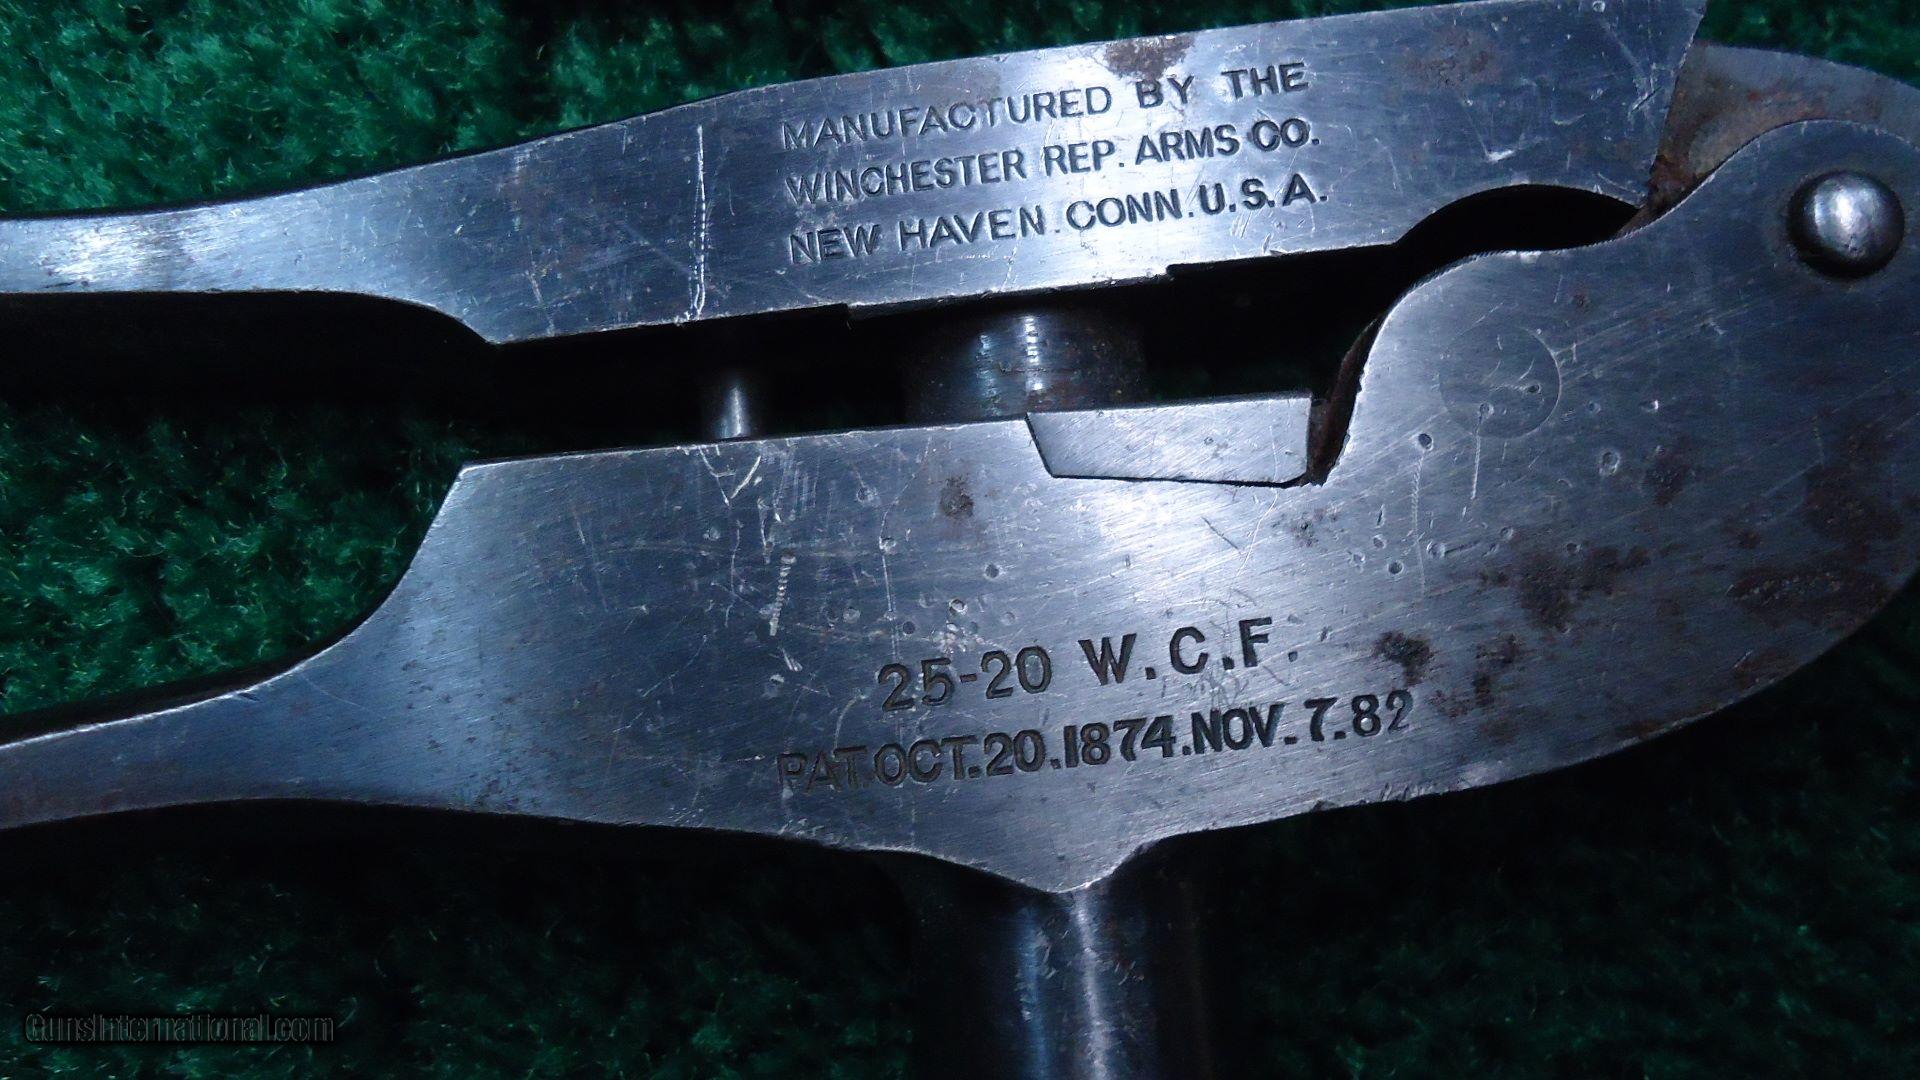 MANUFACTURED BY THE
WINCHESTER REP. ARMS CO.
NEW HAVEN. CONN. U.S.A.
25-20 W.C.F.
PAT.OCT.20.1874.NOV.7.82
GunsInternational.com